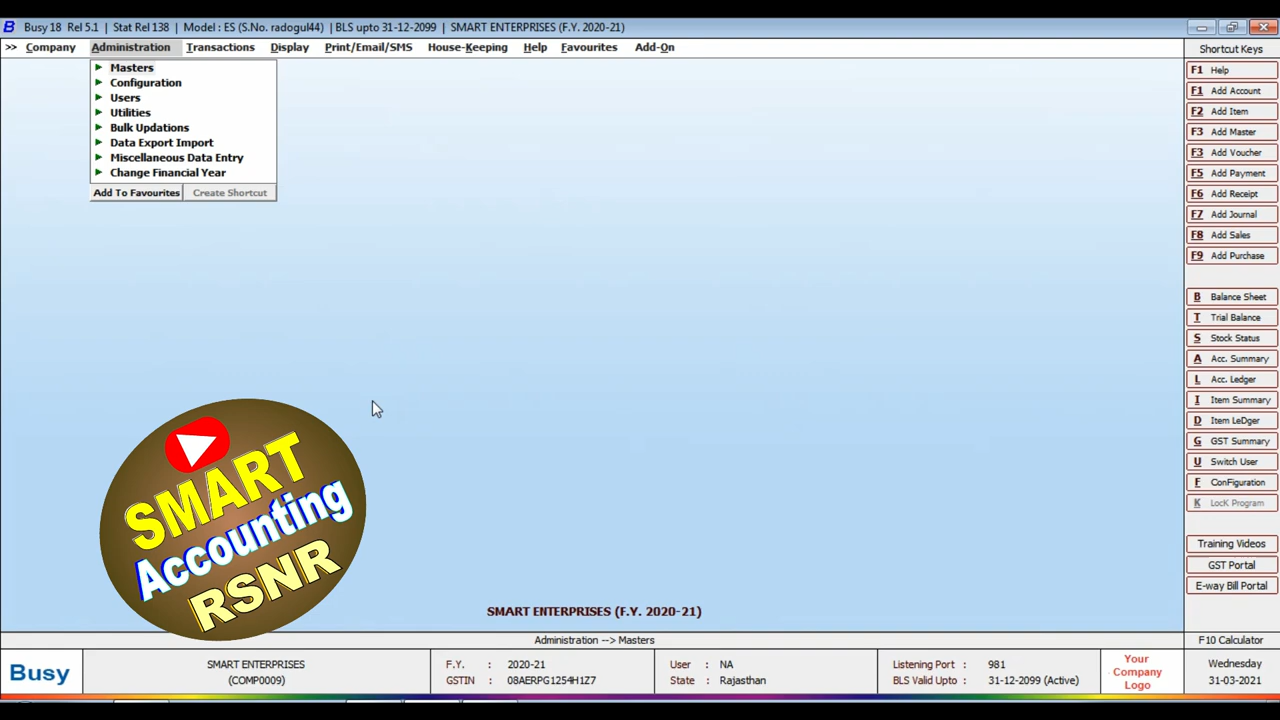 Busy 18 Rel 5.1 | Stat Rel 138 | Model : ES (S.No. radogul44) | BLS upto 31-12-2099 | SMART ENTERPRISES (F.Y. 2020-21)
>> Company Administration Transactions Display Print/Email/SMS House-Keeping Help Favourites Add-On
Masters
Configuration
Users
Utilities
Bulk Updations
Data Export Import
Miscellaneous Data Entry
Change Financial Year
Add To Favourites Create Shortcut
Shortcut Keys
F1 Help
F1 Add Account
F2 Add Item
F3 Add Master
F3 Add Voucher
F5 Add Payment
F6 Add Receipt
F7 Add Journal
F8 Add Sales
F9 Add Purchase
B Balance Sheet
T Trial Balance
S Stock Status
A Acc. Summary
L Acc. Ledger
I Item Summary
D Item LeDger
G GST Summary
U Switch User
F ConFiguration
K LocK Program
Training Videos
GST Portal
E-way Bill Portal
SMART
Accounting
RSNR
SMART ENTERPRISES (F.Y. 2020-21)
Administration --> Masters
F10 Calculator
Busy
SMART ENTERPRISES
(COMP0009)
F.Y. : 2020-21
GSTIN : 08AERPG1254H1Z7
User : NA
State : Rajasthan
Listening Port : 981
BLS Valid Upto : 31-12-2099 (Active)
Your
Company
Logo
Wednesday
31-03-2021